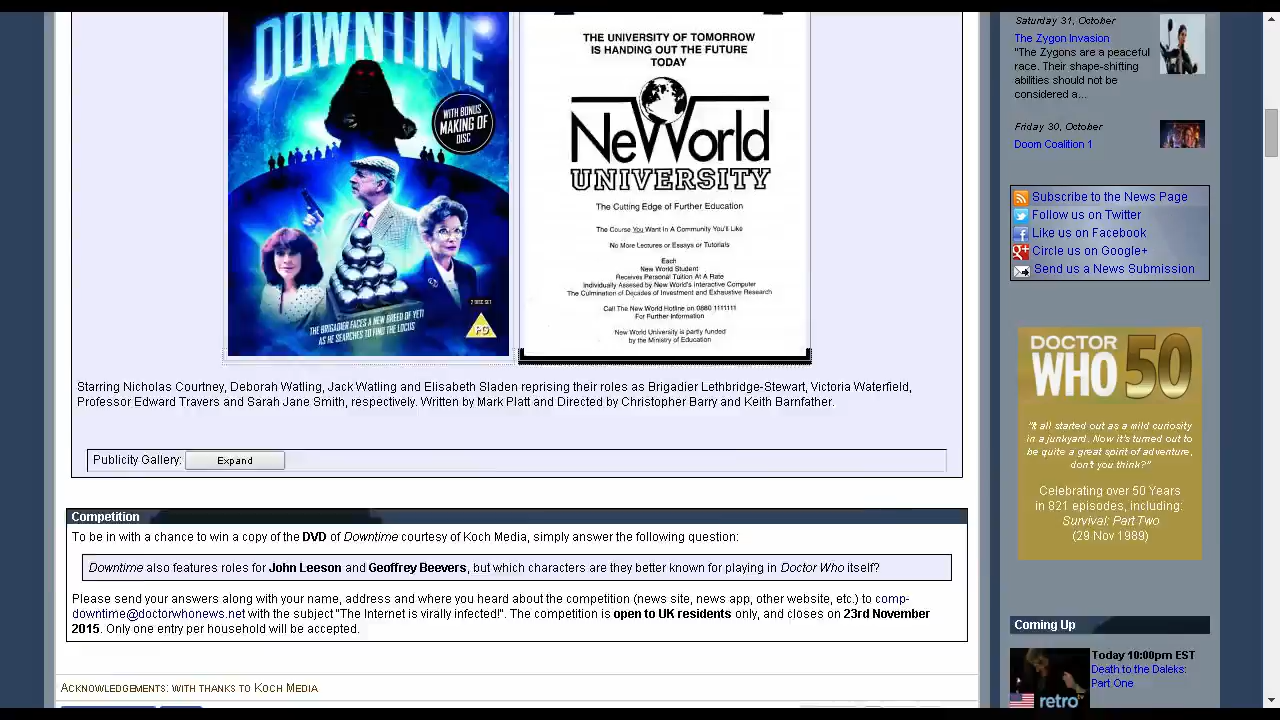 DOWNTIME
WITH BONUS
MAKING OF
DISC
2 DISC SET
PG
THE BRIGADIER FACES A NEW BREED OF YETI
AS HE SEARCHES TO FIND THE LOCUS
THE UNIVERSITY OF TOMORROW
IS HANDING OUT THE FUTURE
TODAY
NeWorld
UNIVERSITY
The Cutting Edge of Further Education
The Course You Want In A Community You'll Like
No More Lectures or Essays or Tutorials
Each
New World Student
Receives Personal Tuition At A Rate
Individually Assesed by New World's Interactive Computer
The Culmination of Decades of Investment and Exhaustive Research
Call The New World Hotline on 0880 1111111
For Further Information
New World University is partly funded
by the Ministry of Education
Starring Nicholas Courtney, Deborah Watling, Jack Watling and Elisabeth Sladen reprising their roles as Brigadier Lethbridge-Stewart, Victoria Waterfield,
Professor Edward Travers and Sarah Jane Smith, respectively. Written by Mark Platt and Directed by Christopher Barry and Keith Barnfather.
Publicity Gallery: Expand
Competition
To be in with a chance to win a copy of the DVD of Downtime courtesy of Koch Media, simply answer the following question:
Downtime also features roles for John Leeson and Geoffrey Beevers, but which characters are they better known for playing in Doctor Who itself?
Please send your answers along with your name, address and where you heard about the competition (news site, news app, other website, etc.) to comp-
downtime@doctorwhonews.net with the subject "The Internet is virally infected!". The competition is open to UK residents only, and closes on 23rd November
2015. Only one entry per household will be accepted.
Acknowledgements: with thanks to Koch Media
Saturday 31, October
The Zygon Invasion
"The Zygons are a peaceful
race. Their shape-shifting
abilities should not be
considered a...
Friday 30, October
Doom Coalition 1
Subscribe to the News Page
Follow us on Twitter
Like us on Facebook
Circle us on Google+
Send us a News Submission
DOCTOR
WHO 50
"It all started out as a mild curiosity
in a junkyard. Now it's turned out to
be quite a great spirit of adventure,
don't you think?"
Celebrating over 50 Years
in 821 episodes, including:
Survival: Part Two
(29 Nov 1989)
Coming Up
Today 10:00pm EST
Death to the Daleks:
Part One
retro tv